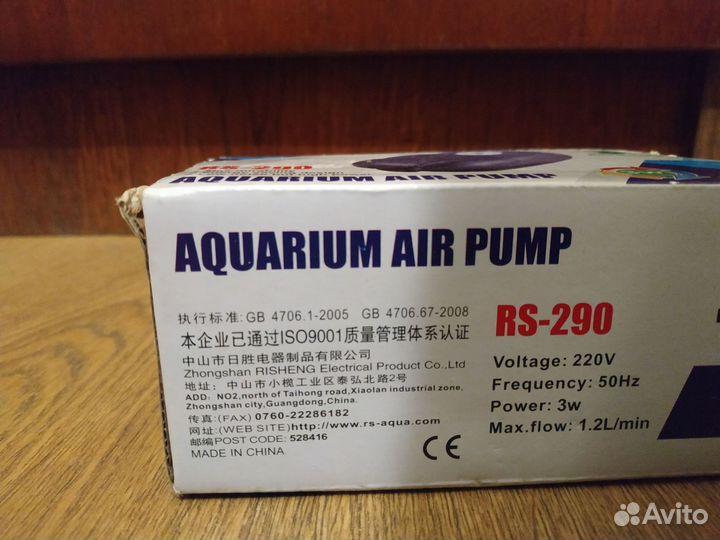 RS-290
AQUARIUM AIR PUMP
AQUARIUM AIR PUMP
执行标准: GB 4706.1-2005 GB 4706.67-2008
本企业已通过ISO9001质量管理体系认证
中山市日胜电器制品有限公司
Zhongshan RISHENG Electrical Product Co.,Ltd
地址: 中山市小榄工业区泰弘北路2号
ADD: NO2,north of Taihong road,Xiaolan industrial zone,
Zhongshan city,Guangdong,China.
传真:(FAX) 0760-22286182
网址:(WEB SITE)http://www.rs-aqua.com
邮编POST CODE: 528416
MADE IN CHINA
CE
RS-290
Voltage: 220V
Frequency: 50Hz
Power: 3w
Max.flow: 1.2L/min
Avito